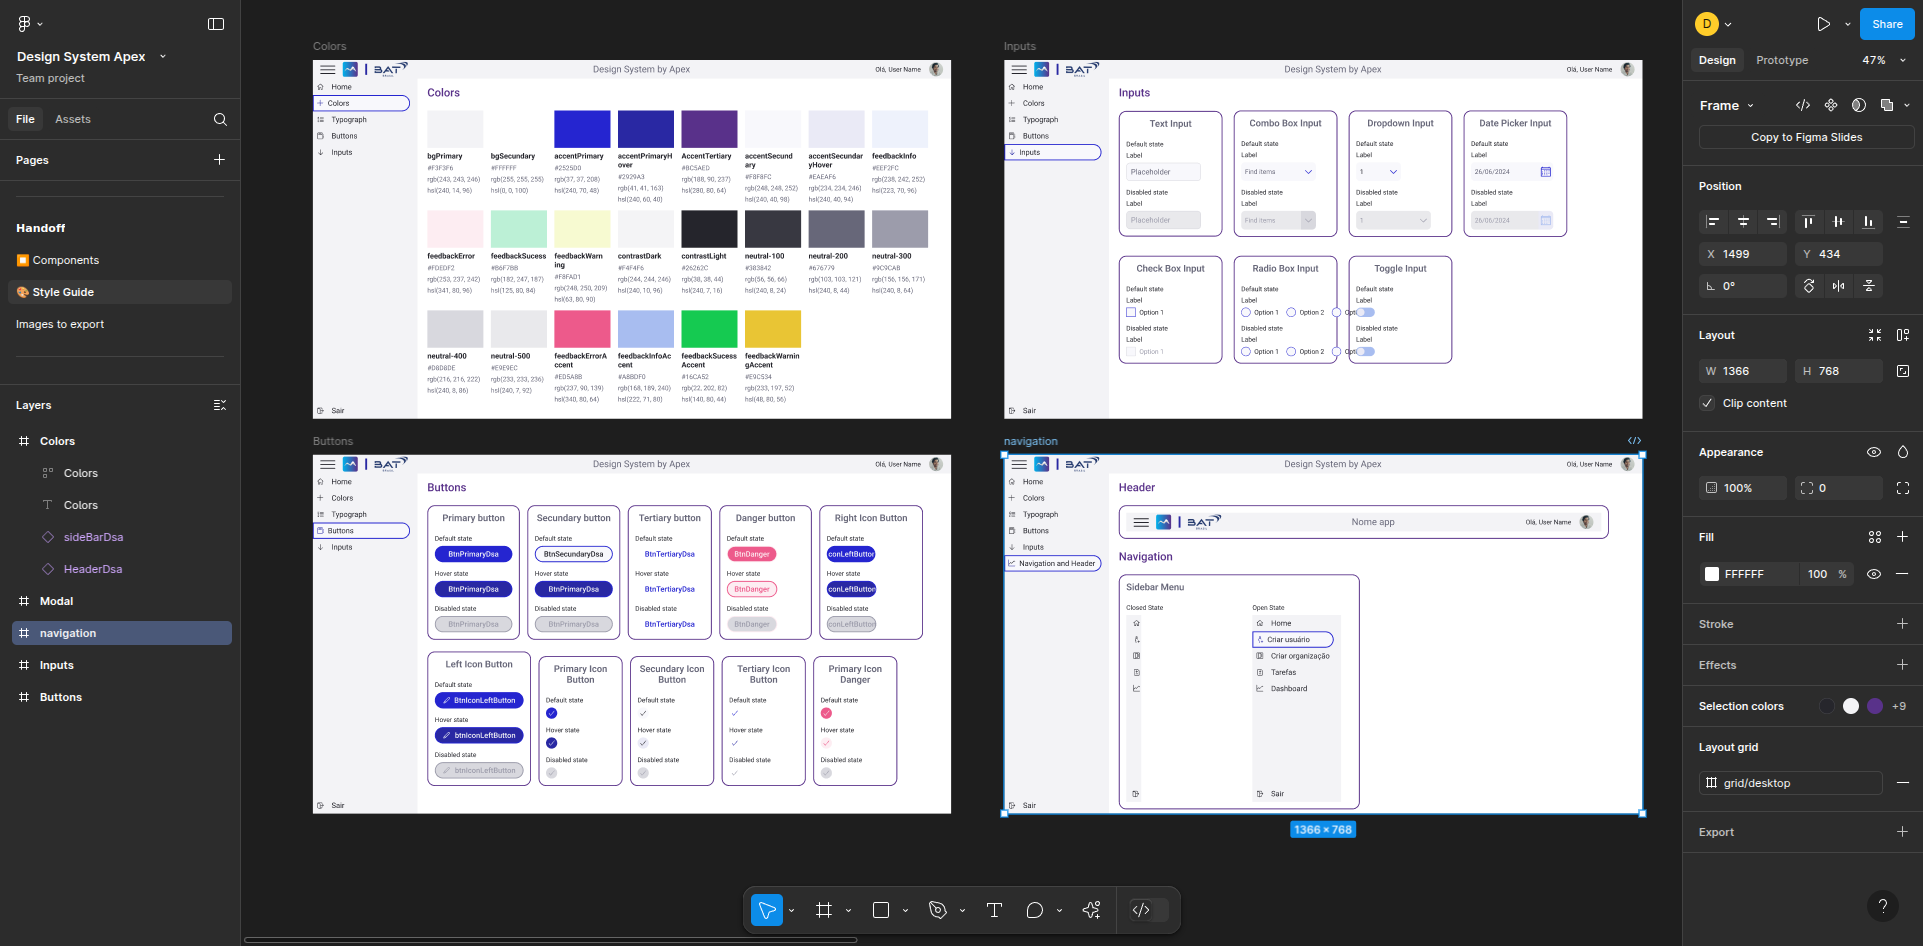 Design System Apex
Team project
File
Assets
Pages
Handoff
Components
Style Guide
Images to export
Layers
Colors
Colors
Colors
sideBarDsa
HeaderDsa
Modal
navigation
Inputs
Buttons
Colors
BAT
Design System by Apex
Olá, User Name
Home
Colors
Typograph
Buttons
Inputs
Sair
Colors
bgPrimary
#F3F3F6
rgb(243, 243, 246)
hsl(240, 14, 96)
bgSecundary
#FFFFFF
rgb(255, 255, 255)
hsl(0, 0, 100)
accentPrimary
#2525D0
rgb(37, 37, 208)
hsl(240, 70, 48)
accentPrimaryH
over
#2929A3
rgb(41, 41, 163)
hsl(240, 60, 40)
AccentTertiary
#BC5AED
rgb(188, 90, 237)
hsl(280, 80, 64)
accentSecund
ary
#F8F8FC
rgb(248, 248, 252)
hsl(240, 40, 98)
accentSecundar
yHover
#EAEAF6
rgb(234, 234, 246)
hsl(240, 40, 94)
feedbackInfo
#EEF2FC
rgb(238, 242, 252)
hsl(223, 70, 96)
feedbackError
#FDEDF2
rgb(253, 237, 242)
hsl(341, 80, 96)
feedbackSucess
#B6F7BB
rgb(182, 247, 187)
hsl(125, 80, 84)
feedbackWarn
ing
#F8FAD1
rgb(248, 250, 209)
hsl(63, 80, 90)
contrastDark
#F4F4F6
rgb(244, 244, 246)
hsl(240, 10, 96)
contrastLight
#26262C
rgb(38, 38, 44)
hsl(240, 7, 16)
neutral-100
#383842
rgb(56, 56, 66)
hsl(240, 8, 24)
neutral-200
#676779
rgb(103, 103, 121)
hsl(240, 8, 44)
neutral-300
#9C9CAB
rgb(156, 156, 171)
hsl(240, 8, 64)
neutral-400
#D8D8DE
rgb(216, 216, 222)
hsl(240, 8, 86)
neutral-500
#E9E9EC
rgb(233, 233, 236)
hsl(240, 7, 92)
feedbackErrorA
ccent
#ED5A8B
rgb(237, 90, 139)
hsl(340, 80, 64)
feedbackInfoAc
cent
#A8BDF0
rgb(168, 189, 240)
hsl(222, 71, 80)
feedbackSucess
Accent
#16CA52
rgb(22, 202, 82)
hsl(140, 80, 44)
feedbackWarnin
gAccent
#E9C534
rgb(233, 197, 52)
hsl(48, 80, 56)
Inputs
BAT
Design System by Apex
Olá, User Name
Home
Colors
Typograph
Buttons
Inputs
Sair
Inputs
Text Input
Default state
Label
Placeholder
Disabled state
Label
Placeholder
Combo Box Input
Default state
Label
Find items
Disabled state
Label
Find items
Dropdown Input
Default state
Label
1
Disabled state
Label
1
Date Picker Input
Default state
Label
26/06/2024
Disabled state
Label
26/06/2024
Check Box Input
Default state
Label
Option 1
Disabled state
Label
Option 1
Radio Box Input
Default state
Label
Option 1
Option 2
Opt
Disabled state
Label
Option 1
Option 2
Opt
Toggle Input
Default state
Label
Disabled state
Label
Buttons
BAT
Design System by Apex
Olá, User Name
Home
Colors
Typograph
Buttons
Inputs
Sair
Buttons
Primary button
Default state
BtnPrimaryDsa
Hover state
BtnPrimaryDsa
Disabled state
BtnPrimaryDsa
Secundary button
Default state
BtnSecundaryDsa
Hover state
BtnPrimaryDsa
Disabled state
BtnPrimaryDsa
Tertiary button
Default state
BtnTertiaryDsa
Hover state
BtnTertiaryDsa
Disabled state
BtnTertiaryDsa
Danger button
Default state
BtnDanger
Hover state
BtnDanger
Disabled state
BtnDanger
Right Icon Button
Default state
conLeftButtor
Hover state
conLeftButton
Disabled state
conLeftButton
Left Icon Button
Default state
BtnIconLeftButton
Hover state
btnIconLeftButton
Disabled state
btnIconLeftButton
Primary Icon
Button
Default state
Hover state
Disabled state
Secundary Icon
Button
Default state
Hover state
Disabled state
Tertiary Icon
Button
Default state
Hover state
Disabled state
Primary Icon
Danger
Default state
Hover state
Disabled state
navigation
BAT
Design System by Apex
Olá, User Name
Home
Colors
Typograph
Buttons
Inputs
Navigation and Header
Sair
Header
BAT
Nome app
Olá, User Name
Navigation
Sidebar Menu
Closed State
Open State
Home
Criar usuário
Criar organização
Tarefas
Dashboard
Sair
1366 × 768
D
Share
Design
Prototype
47%
Frame
Copy to Figma Slides
Position
X 1499
Y 434
0°
Layout
W 1366
H 768
Clip content
Appearance
100%
0
Fill
FFFFFF
100 %
Stroke
Effects
Selection colors
+9
Layout grid
grid/desktop
Export
?